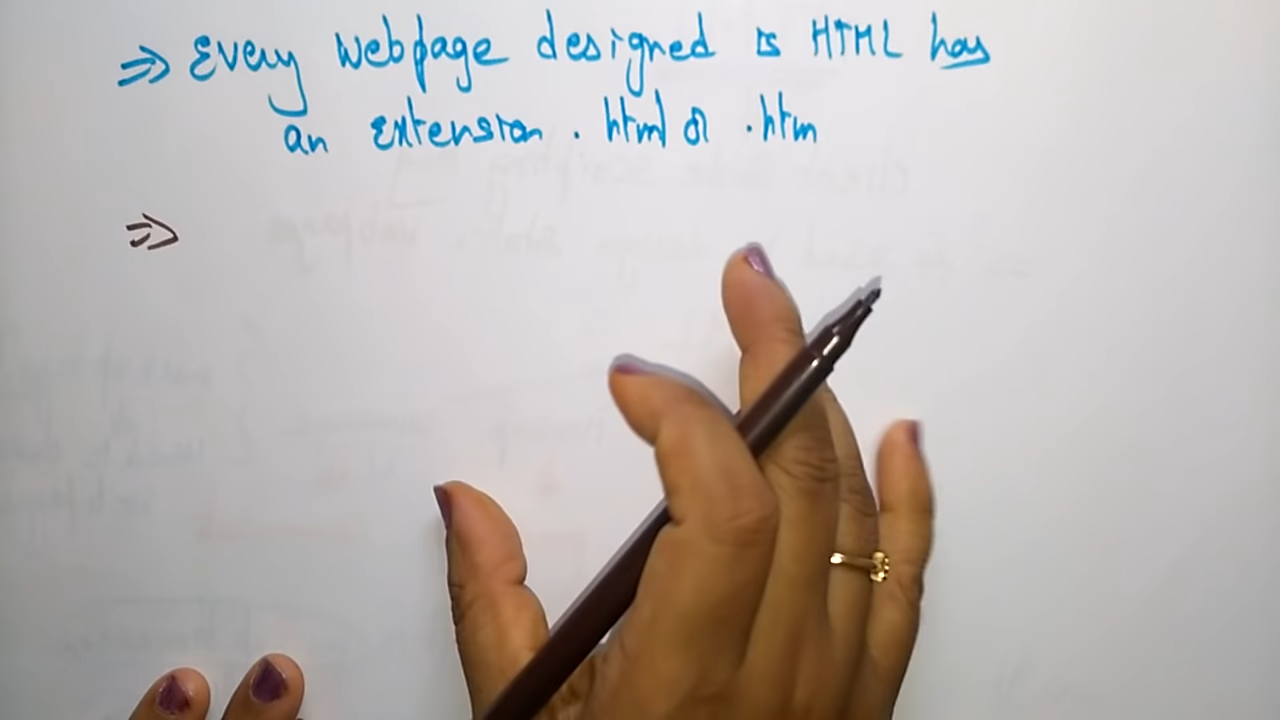 ⇒ Every webpage designed is HTML has
an extension . html or .htm
⇒